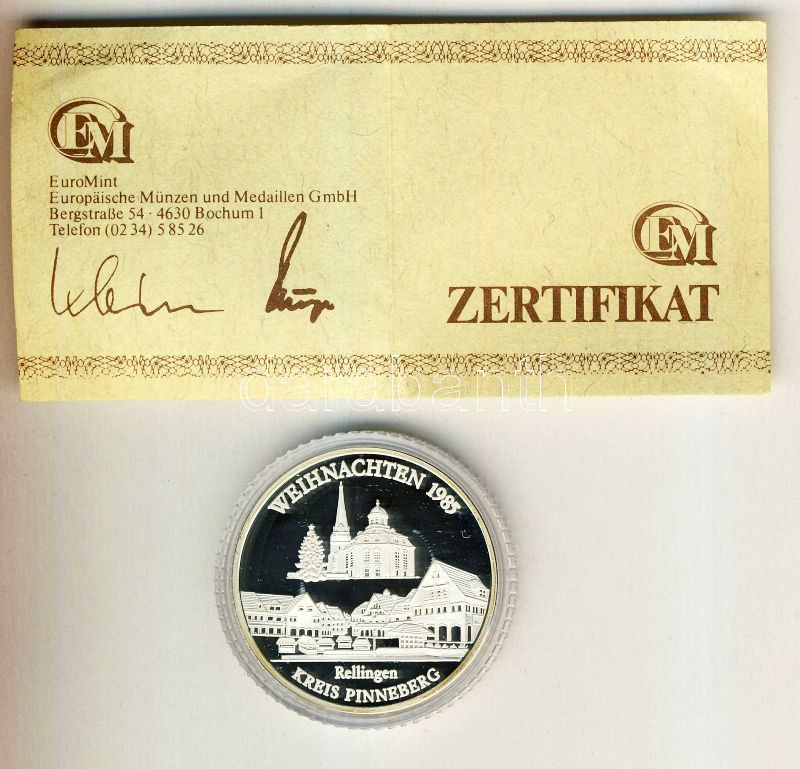 EM
EuroMint
Europäische Münzen und Medaillen GmbH
Bergstraße 54 · 4630 Bochum 1
Telefon (02 34) 5 85 26
EM
ZERTIFIKAT
darabanth
WEIHNACHTEN 1985
Rellingen
KREIS PINNEBERG